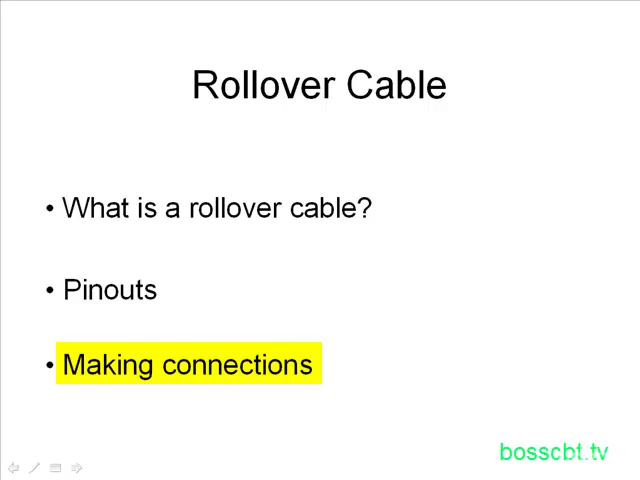 Rollover Cable
• What is a rollover cable?
• Pinouts
• Making connections
bosscbt.tv